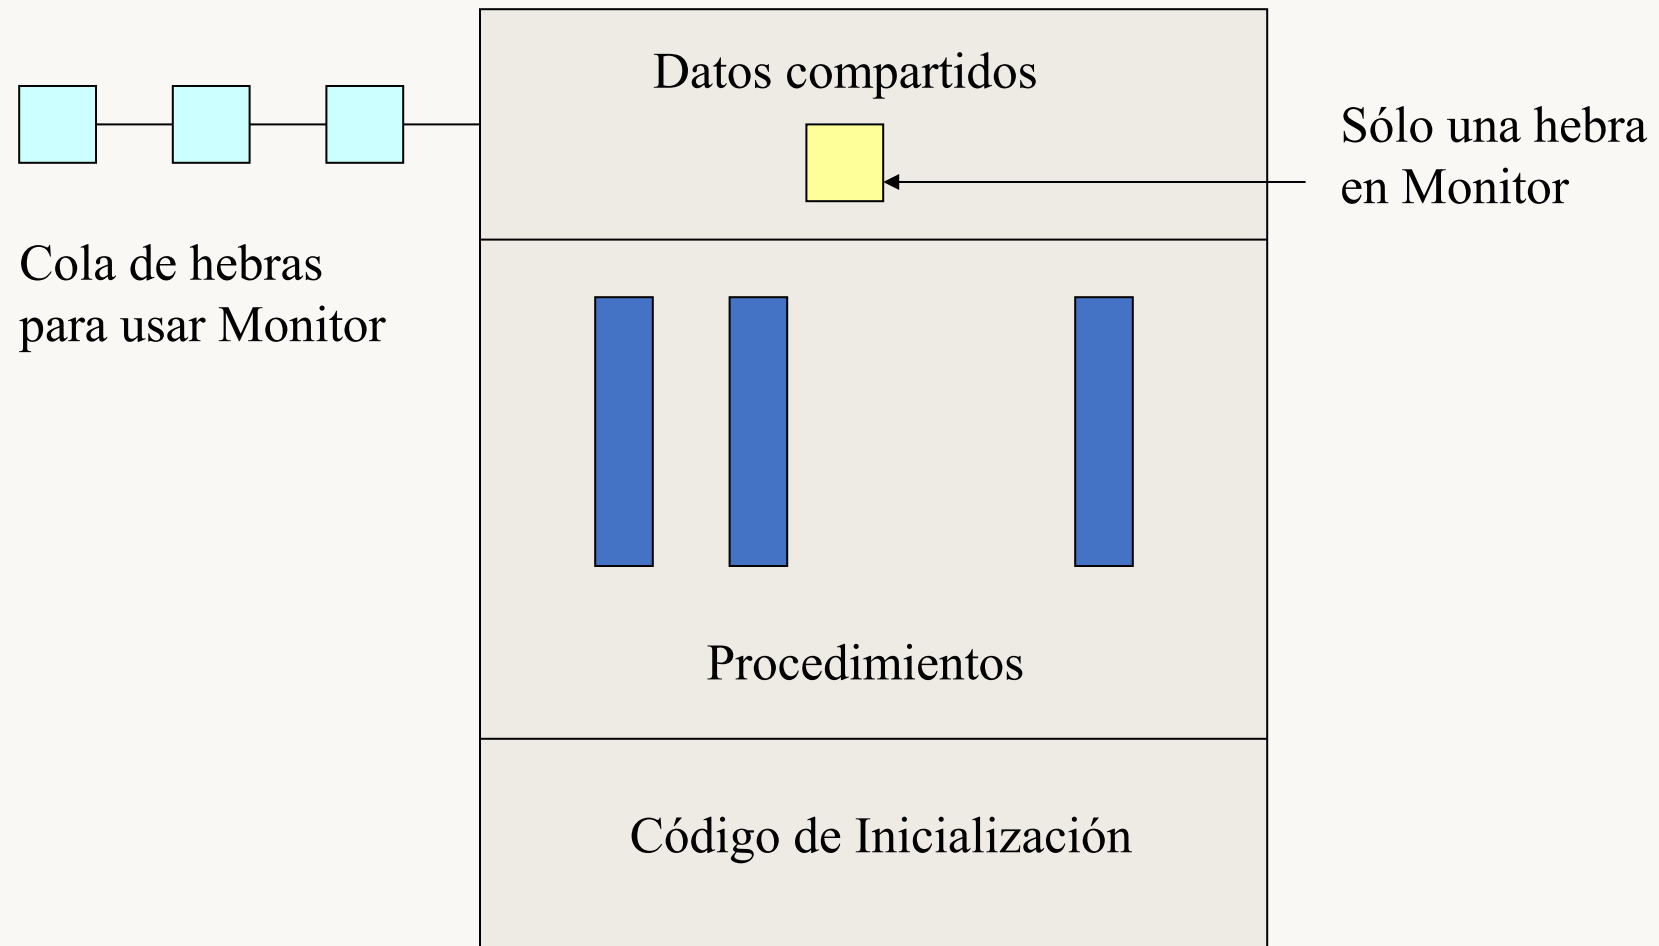 Datos compartidos
Sólo una hebra
en Monitor
Cola de hebras
para usar Monitor
Procedimientos
Código de Inicialización